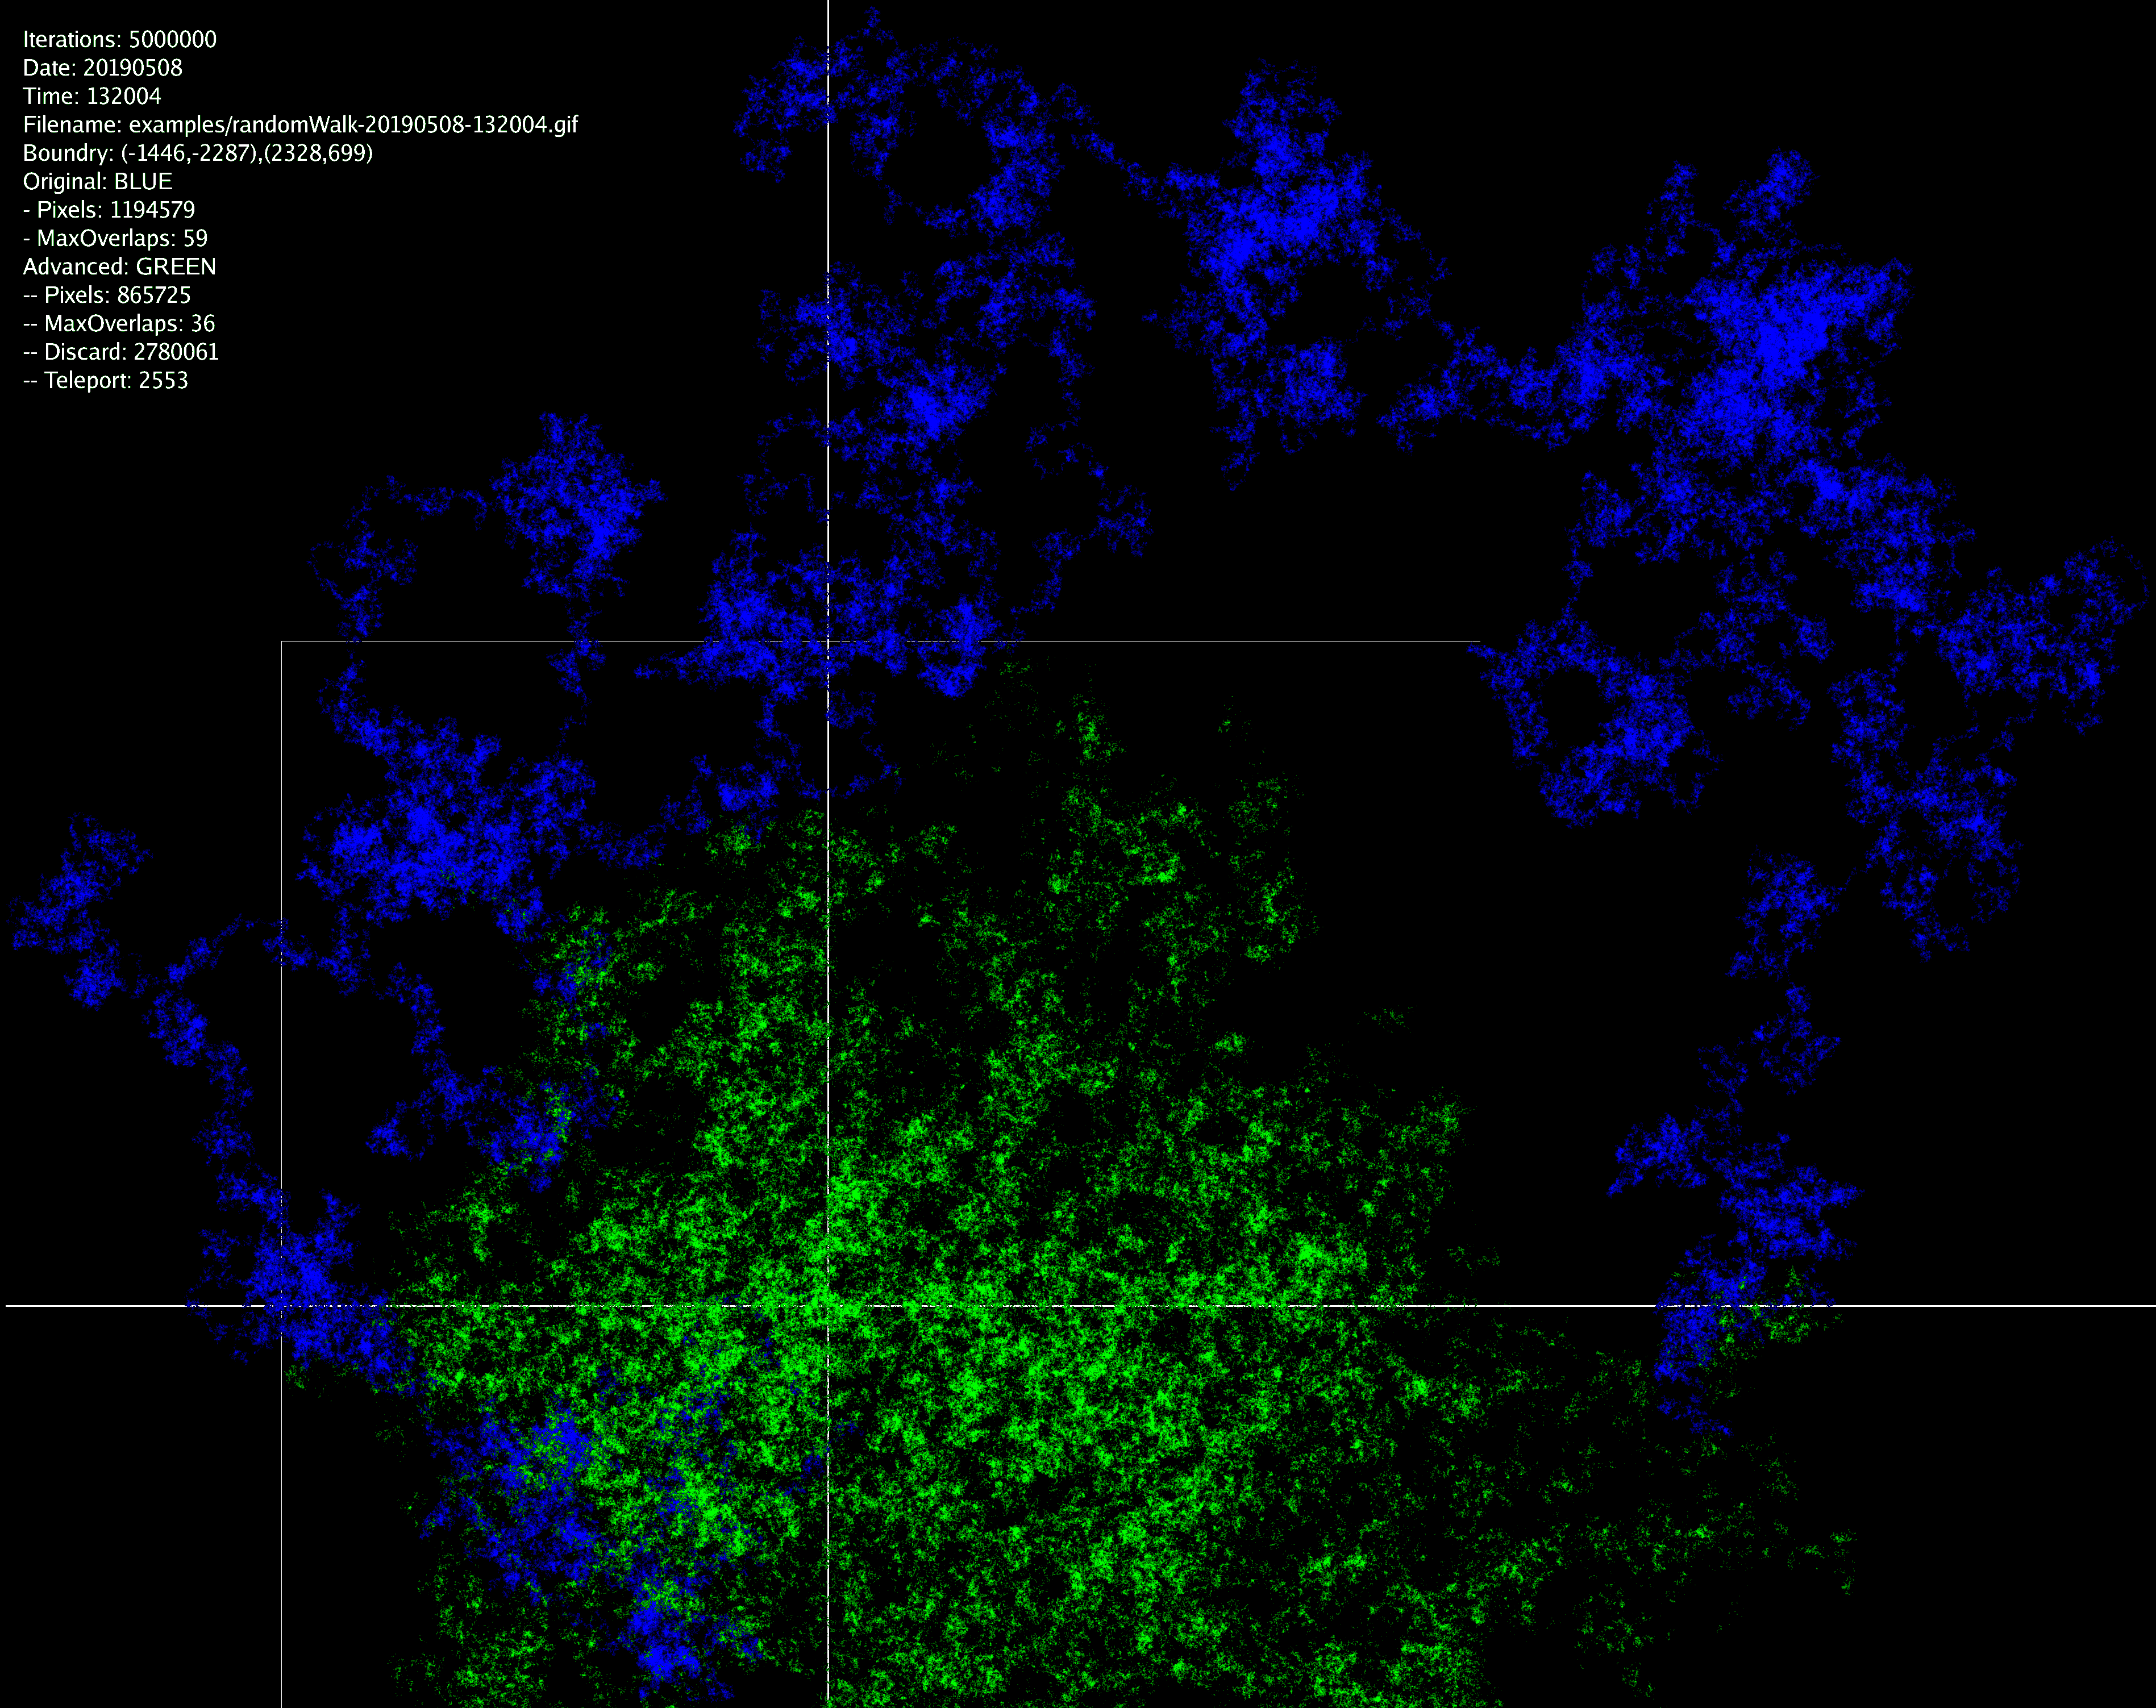 Iterations: 5000000
Date: 20190508
Time: 132004
Filename: examples/randomWalk-20190508-132004.gif
Boundry: (-1446,-2287),(2328,699)
Original: BLUE
- Pixels: 1194579
- MaxOverlaps: 59
Advanced: GREEN
-- Pixels: 865725
-- MaxOverlaps: 36
-- Discard: 2780061
-- Teleport: 2553